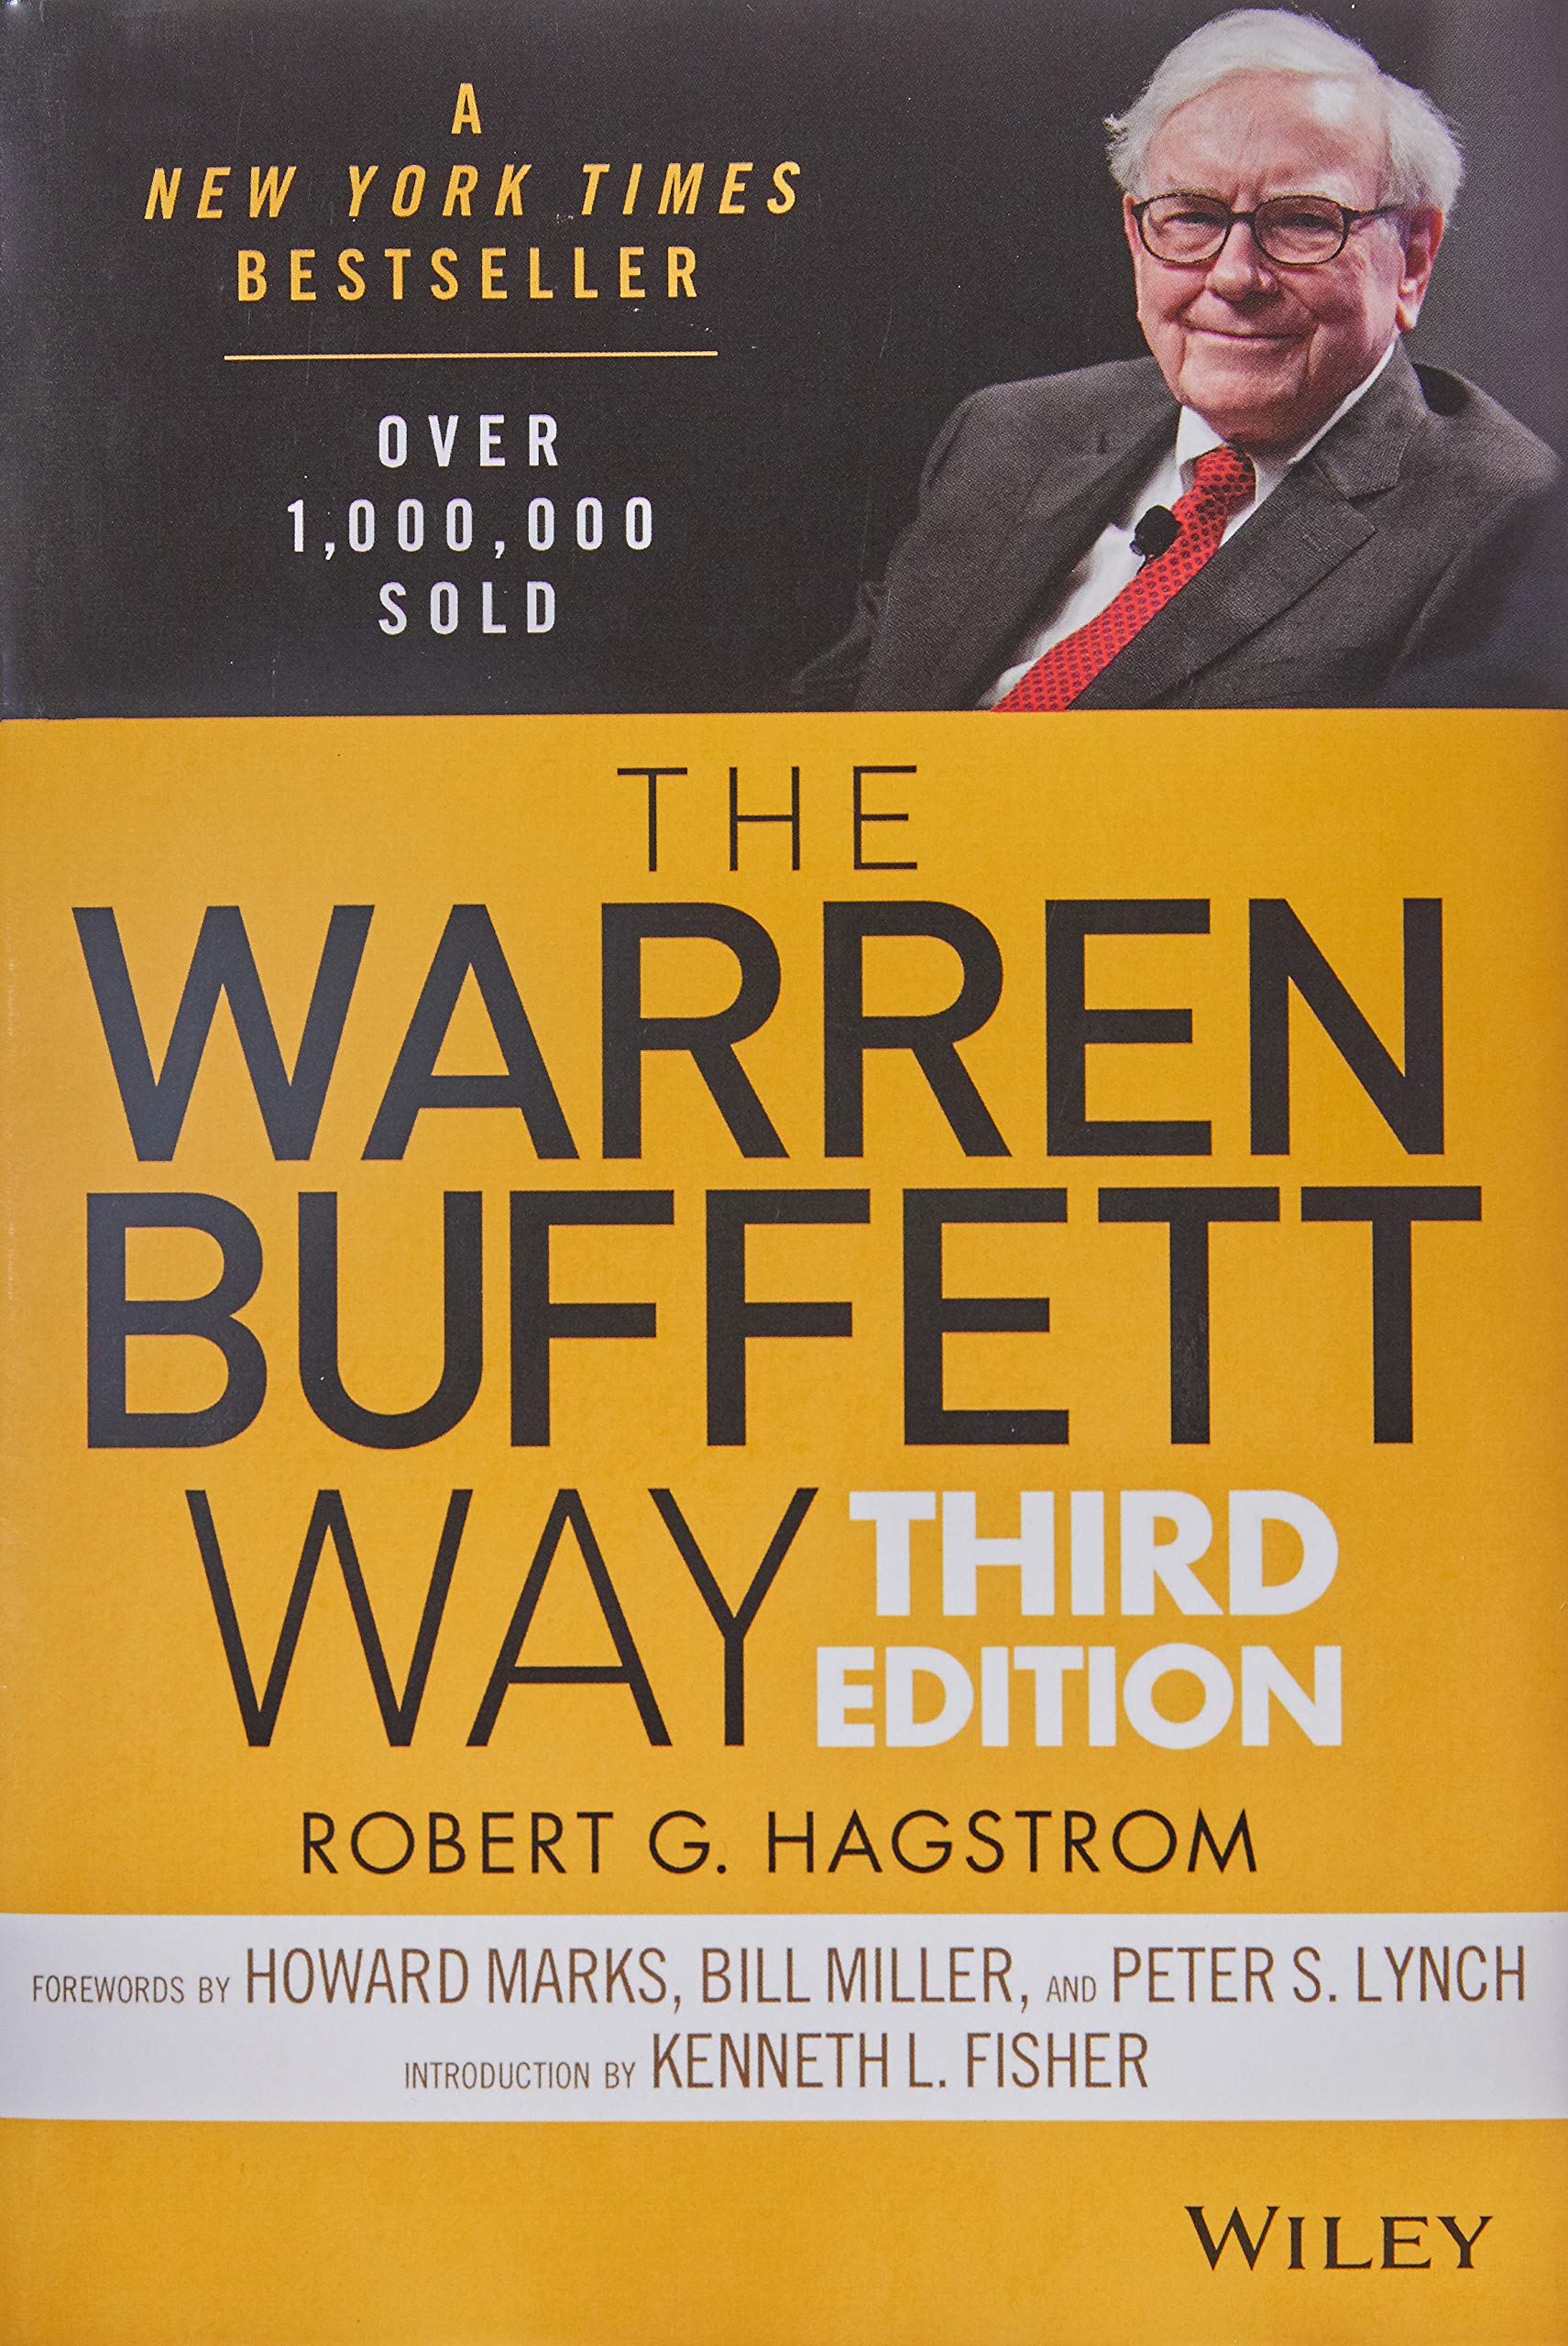 A
NEW YORK TIMES
BESTSELLER
OVER
1,000,000
SOLD
THE
WARREN
BUFFETT
WAY THIRD
EDITION
ROBERT G. HAGSTROM
FOREWORDS BY HOWARD MARKS, BILL MILLER, AND PETER S. LYNCH
INTRODUCTION BY KENNETH L. FISHER
WILEY